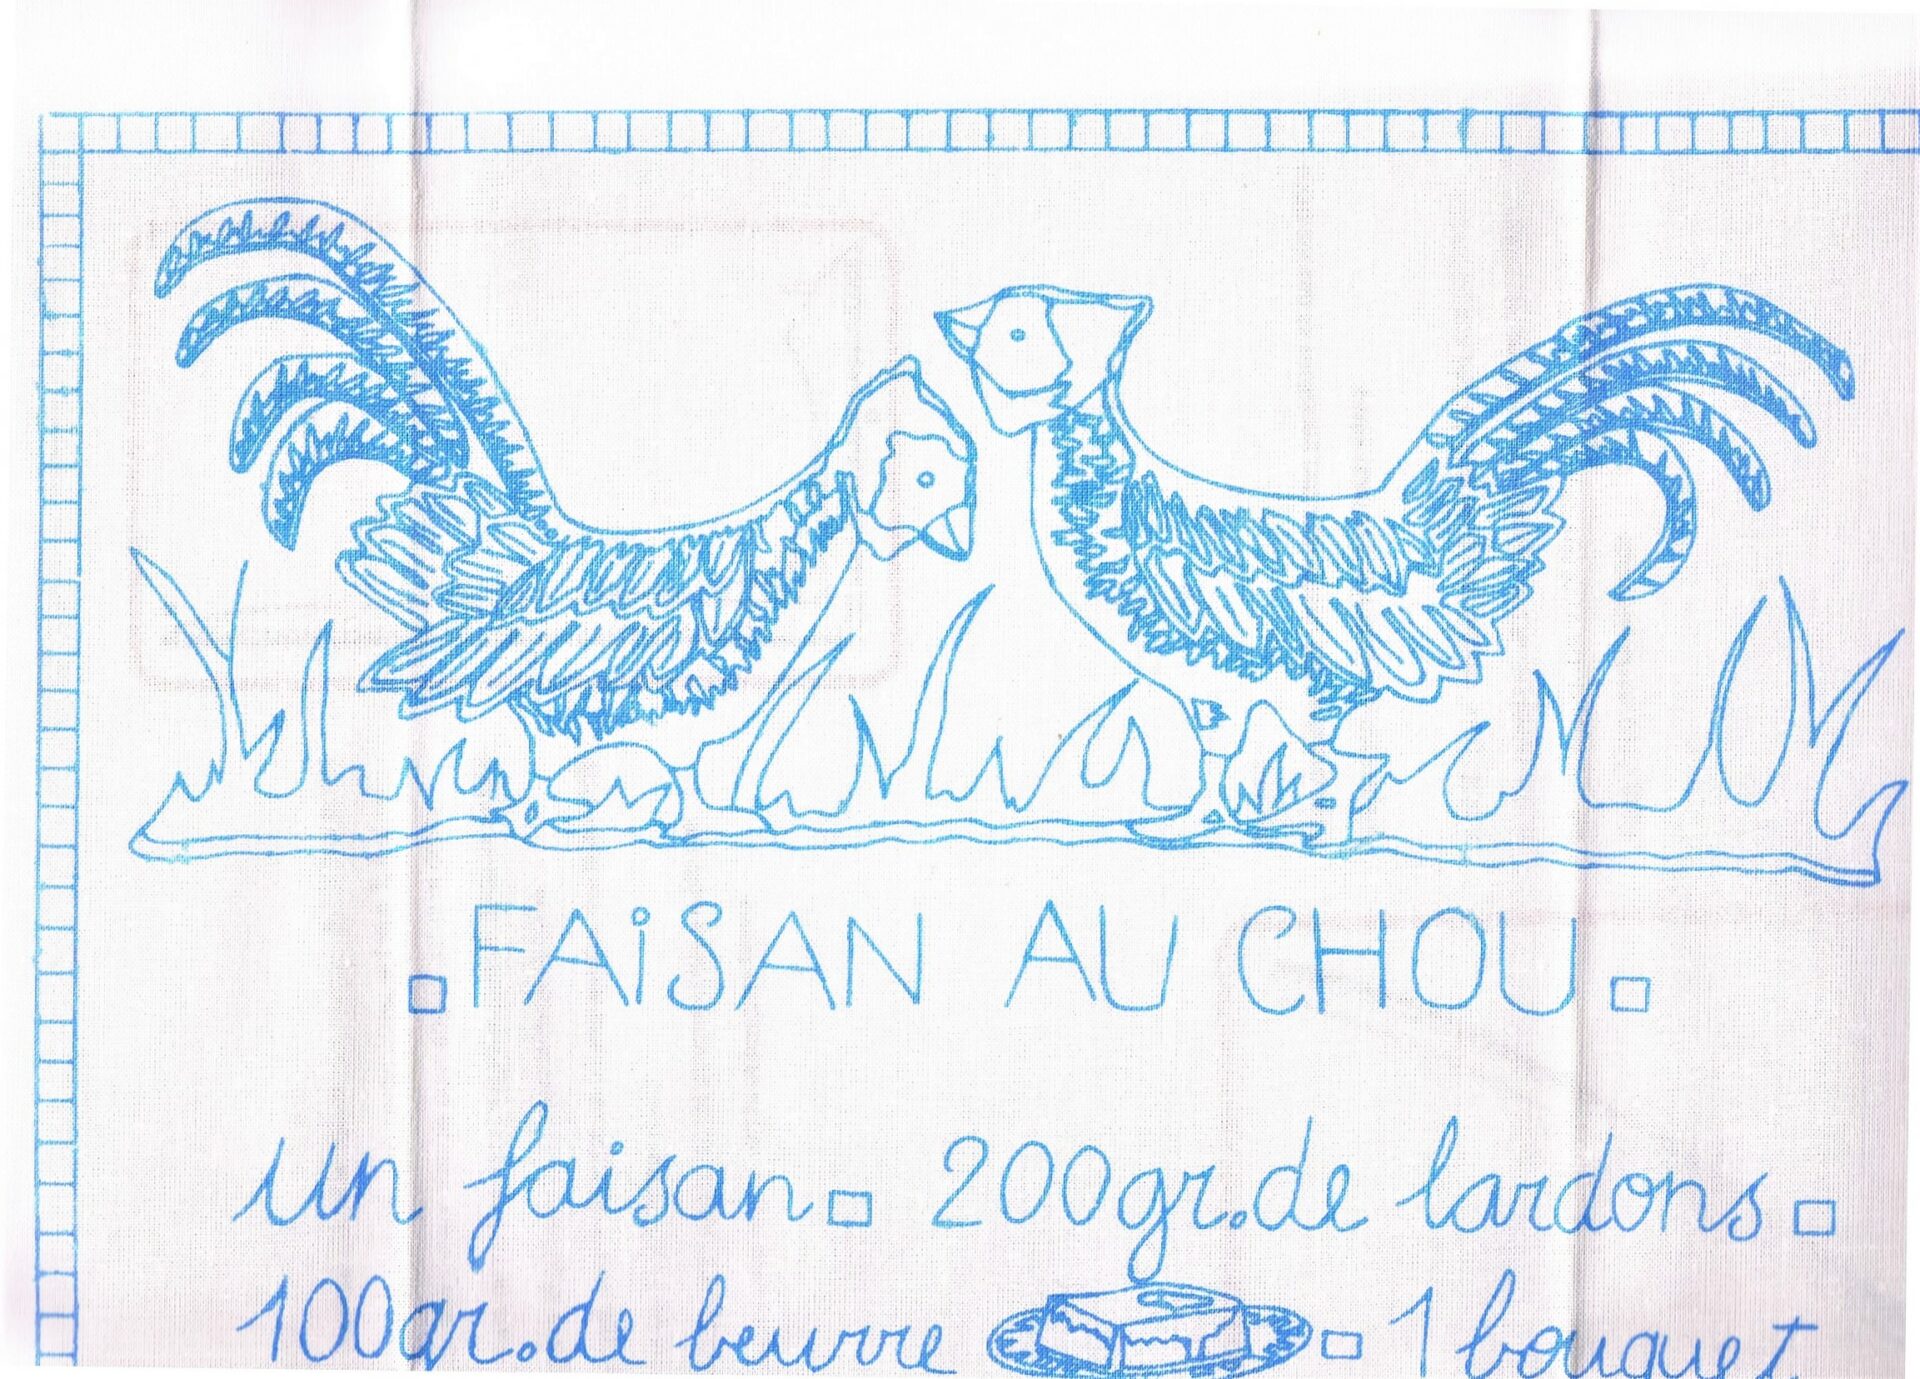 FAiSAN AU CHOU
un faisan 200gr. de lardons
100gr. de beurre 1 bouquet